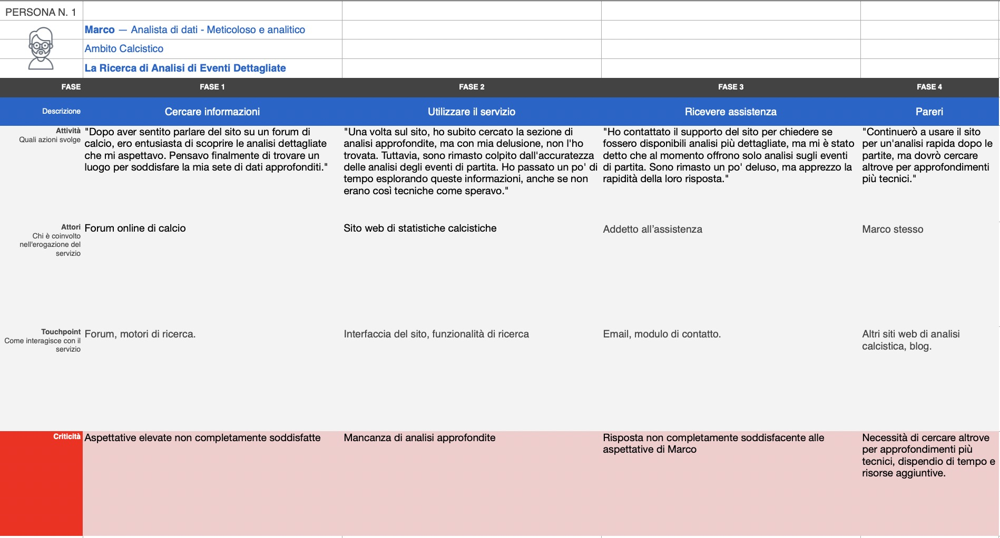 PERSONA N. 1
Marco — Analista di dati - Meticoloso e analitico
Ambito Calcistico
La Ricerca di Analisi di Eventi Dettagliate
FASE
FASE 1
FASE 2
FASE 3
FASE 4
Descrizione
Cercare informazioni
Utilizzare il servizio
Ricevere assistenza
Pareri
Attività
Quali azioni svolge
"Dopo aver sentito parlare del sito su un forum di
calcio, ero entusiasta di scoprire le analisi dettagliate
che mi aspettavo. Pensavo finalmente di trovare un
luogo per soddisfare la mia sete di dati approfonditi."
"Una volta sul sito, ho subito cercato la sezione di
analisi approfondite, ma con mia delusione, non l'ho
trovata. Tuttavia, sono rimasto colpito dall'accuratezza
delle analisi degli eventi di partita. Ho passato un po' di
tempo esplorando queste informazioni, anche se non
erano così tecniche come speravo."
"Ho contattato il supporto del sito per chiedere se
fossero disponibili analisi più dettagliate, ma mi è stato
detto che al momento offrono solo analisi sugli eventi
di partita. Sono rimasto un po' deluso, ma apprezzo la
rapidità della loro risposta."
"Continuerò a usare il sito
per un'analisi rapida dopo le
partite, ma dovrò cercare
altrove per approfondimenti
più tecnici."
Attori
Chi è coinvolto
nell'erogazione del
servizio
Forum online di calcio
Sito web di statistiche calcistiche
Addetto all’assistenza
Marco stesso
Touchpoint
Come interagisce con il
servizio
Forum, motori di ricerca.
Interfaccia del sito, funzionalità di ricerca
Email, modulo di contatto.
Altri siti web di analisi
calcistica, blog.
Criticità
Aspettative elevate non completamente soddisfatte
Mancanza di analisi approfondite
Risposta non completamente soddisfacente alle
aspettative di Marco
Necessità di cercare altrove
per approfondimenti più
tecnici, dispendio di tempo e
risorse aggiuntive.